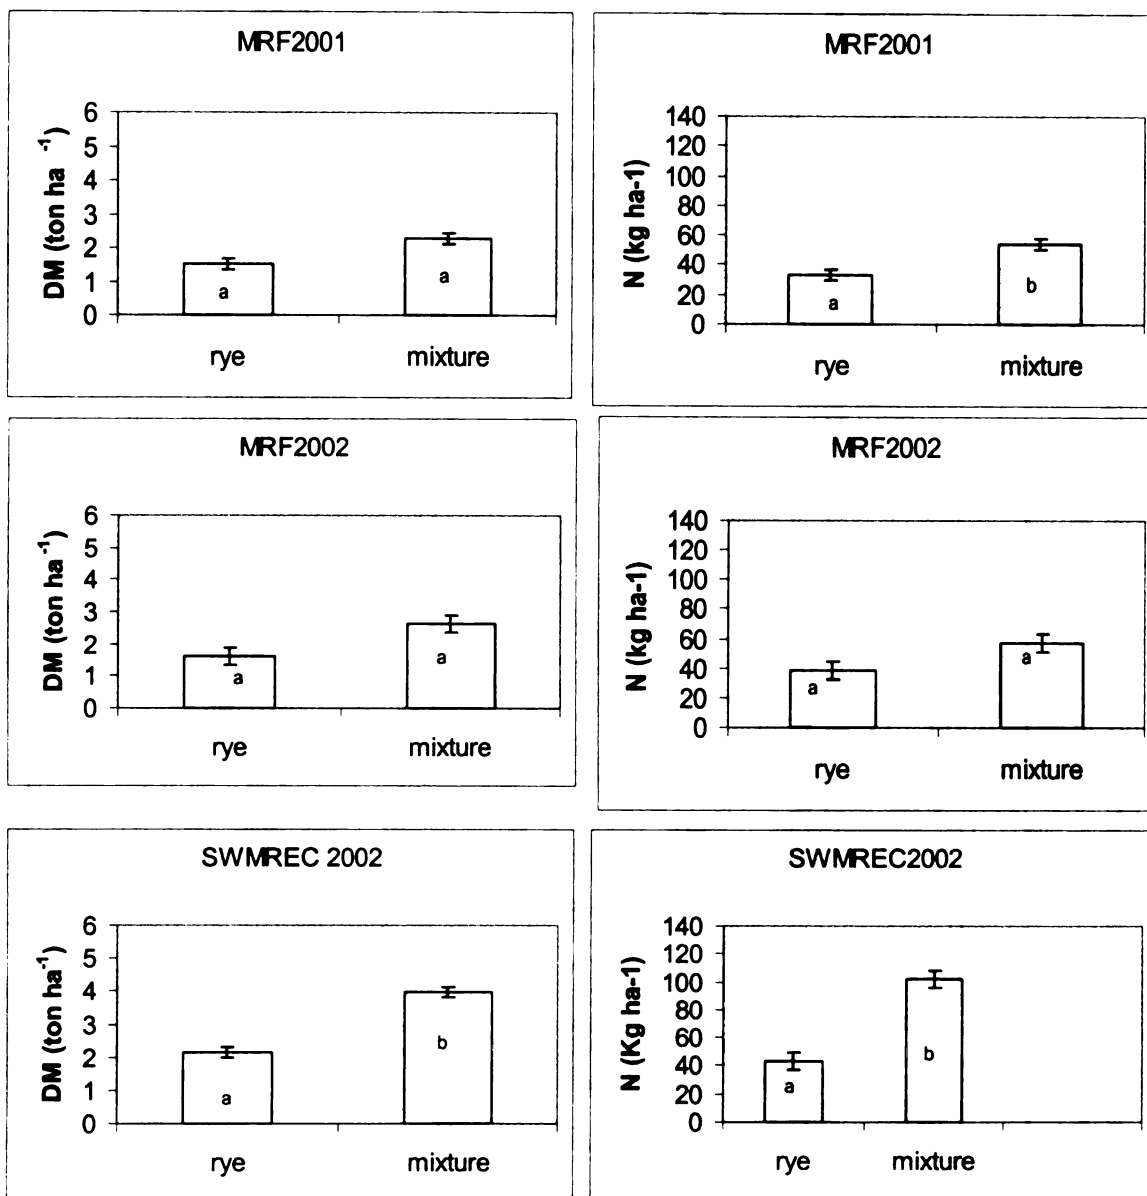 MRF2001
DM (ton ha -1)
6
5
4
3
2
1
0
a
a
rye
mixture
MRF2001
N (kg ha-1)
140
120
100
80
60
40
20
0
a
b
rye
mixture
MRF2002
DM (ton ha -1)
6
5
4
3
2
1
0
a
a
rye
mixture
MRF2002
N (kg ha-1)
140
120
100
80
60
40
20
0
a
a
rye
mixture
SWMREC 2002
DM (ton ha-1)
6
5
4
3
2
1
0
a
b
rye
mixture
SWMREC2002
N (Kg ha-1)
140
120
100
80
60
40
20
0
a
b
rye
mixture